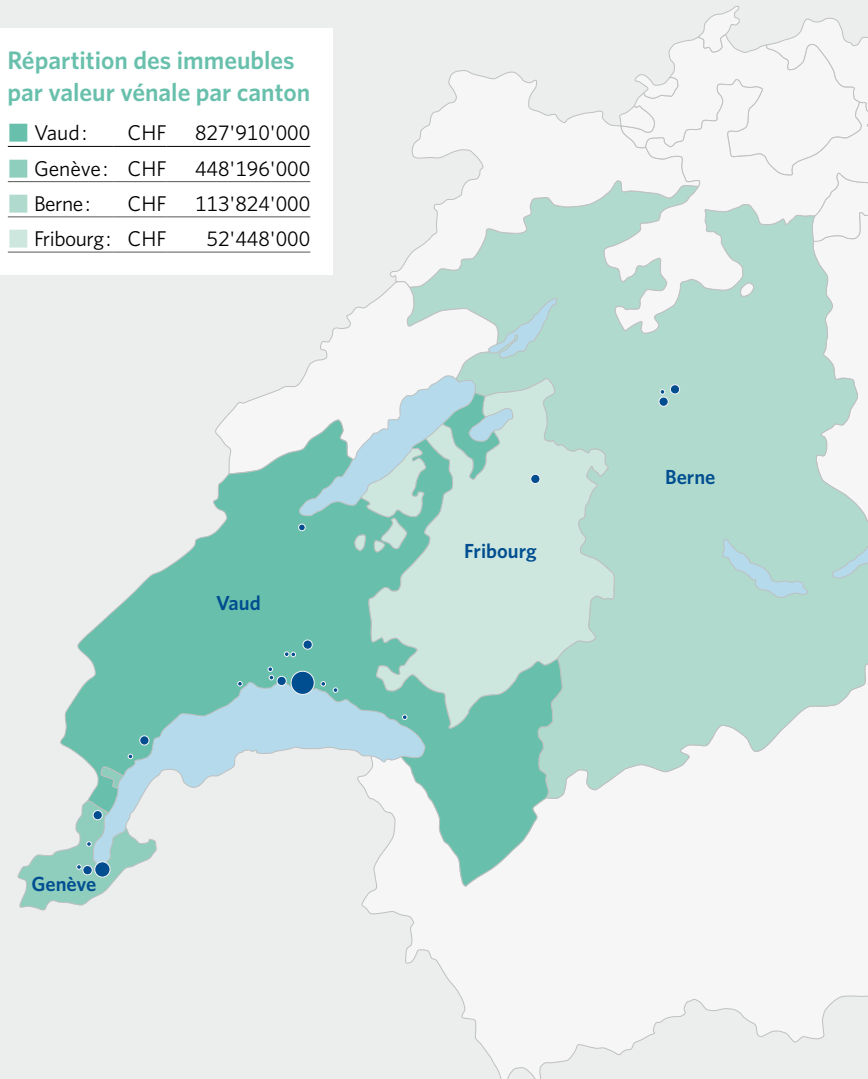 Répartition des immeubles
par valeur vénale par canton
Vaud: CHF 827'910'000
Genève: CHF 448'196'000
Berne: CHF 113'824'000
Fribourg: CHF 52'448'000
Berne
Fribourg
Vaud
Genève